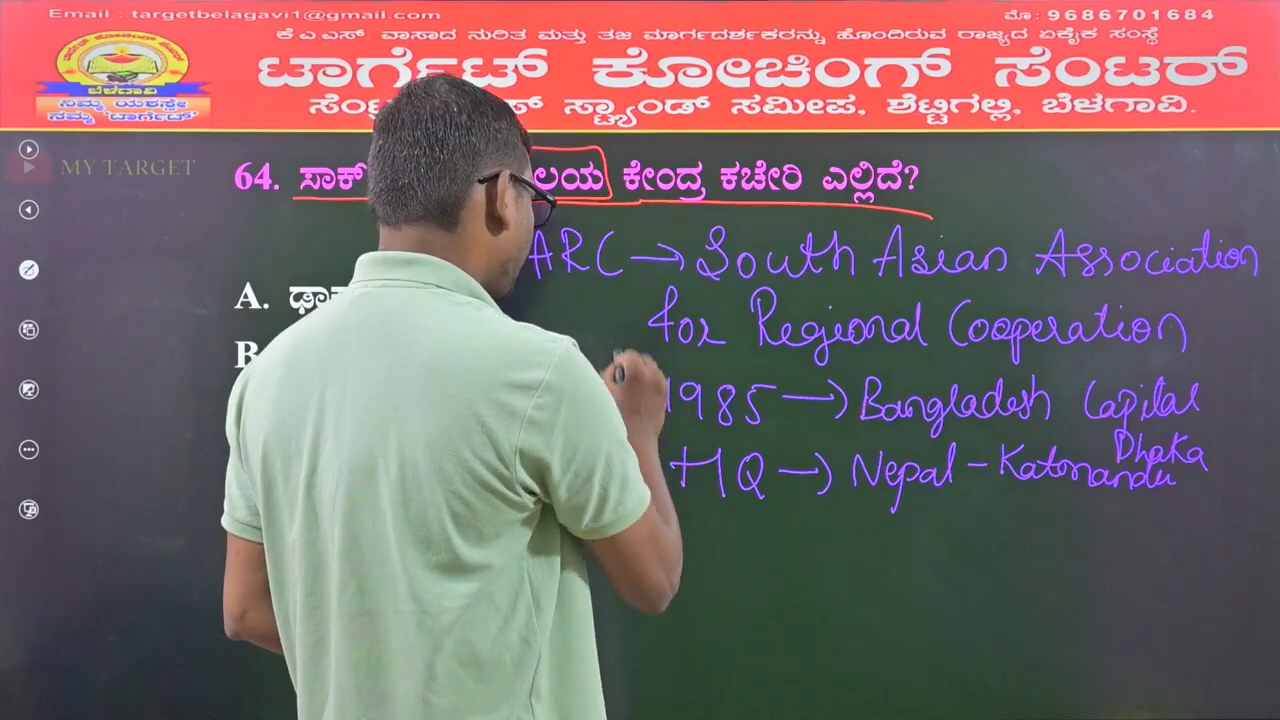 Email : targetbelagavi1@gmail.com
ಮೊ: 9686701684
ಕೆ ಎ ಎಸ್ ವಾಸಾದ ನುರಿತ ಮತ್ತು ತಜ್ಞ ಮಾರ್ಗದರ್ಶಕರನ್ನು ಹೊಂದಿರುವ ರಾಜ್ಯದ ಏಕೈಕ ಸಂಸ್ಥೆ
ಟಾರ್ಗೆಟ್ ಕೋಚಿಂಗ್ ಸೆಂಟರ್
ಸ್ಟ್ಯಾಂಡ್ ಸಮೀಪ, ಶೆಟ್ಟಿಗಲ್ಲಿ, ಬೆಳಗಾವಿ.
ಬೆಳಗಾವಿ
ನಿಮ್ಮ ಯಶಸ್ಸೇ
ನಮ್ಮ "ಟಾರ್ಗೆಟ್"
MY TARGET
64. ಸಾರ್ಕ್ ಲಯ ಕೇಂದ್ರ ಕಚೇರಿ ಎಲ್ಲಿದೆ?
ARC → South Asian Association
for Regional Cooperation
A.
1985 → Bangladesh Capital
Dhaka
B
HQ → Nepal - Katmandu